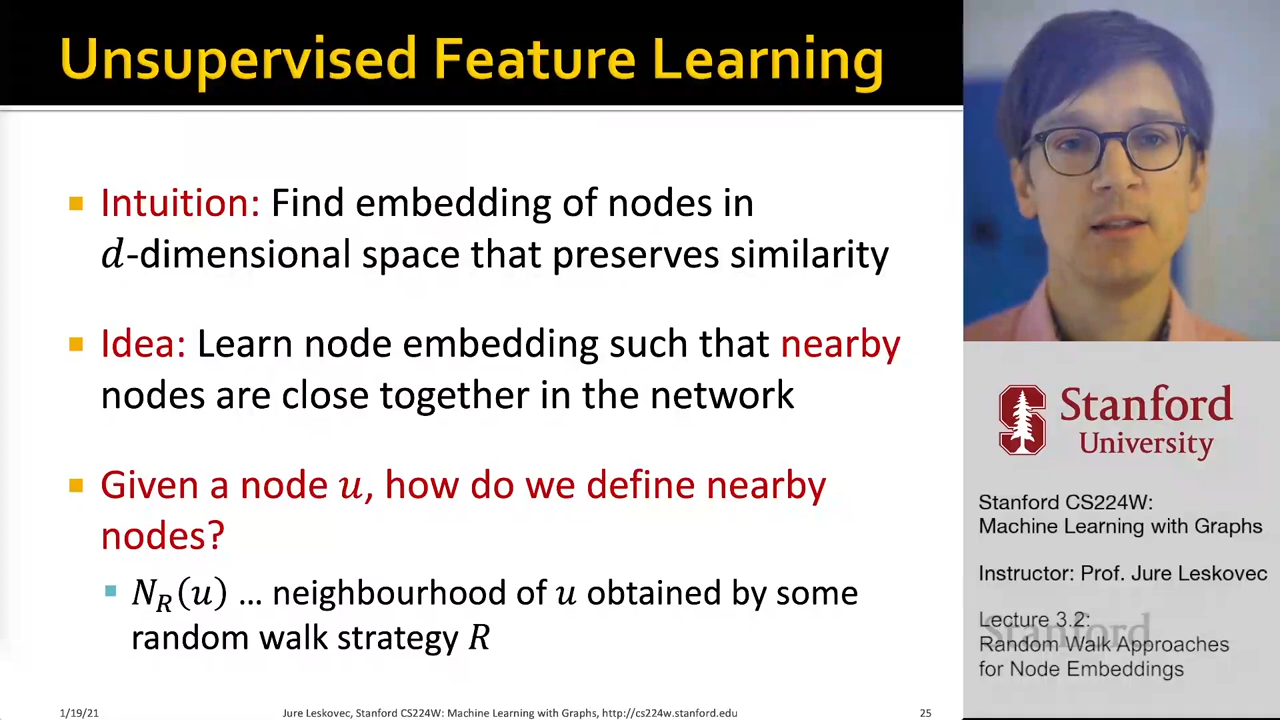 Unsupervised Feature Learning
Intuition: Find embedding of nodes in
d-dimensional space that preserves similarity
Idea: Learn node embedding such that nearby
nodes are close together in the network
Given a node u, how do we define nearby
nodes?
N_R(u) … neighbourhood of u obtained by some
random walk strategy R
1/19/21
Jure Leskovec, Stanford CS224W: Machine Learning with Graphs, http://cs224w.stanford.edu
25
Stanford
University
Stanford CS224W:
Machine Learning with Graphs
Instructor: Prof. Jure Leskovec
Lecture 3.2:
Stanford
Random Walk Approaches
for Node Embeddings